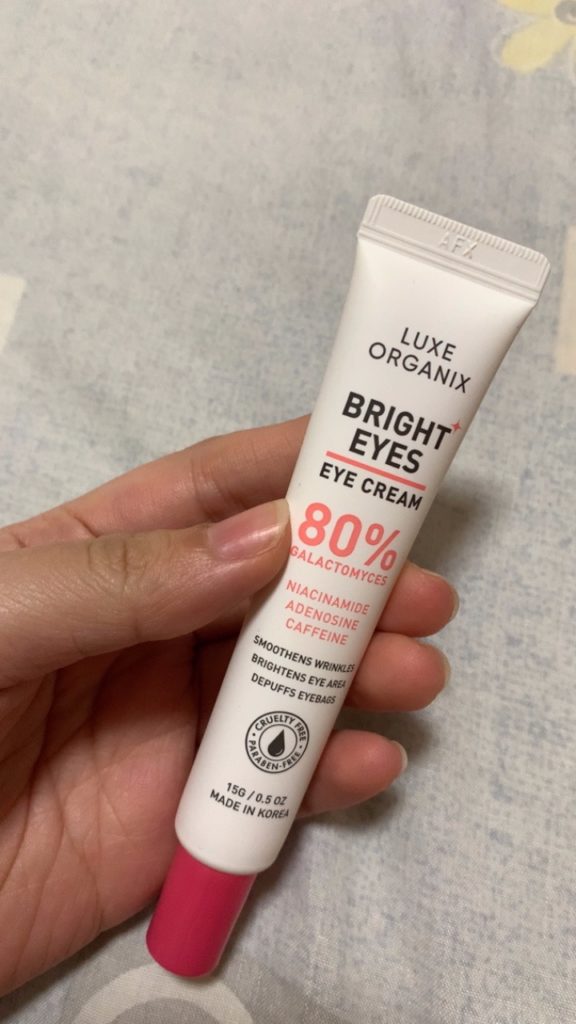 AFX
LUXE
ORGANIX
BRIGHT
EYES
EYE CREAM
80%
GALACTOMYCES
NIACINAMIDE
ADENOSINE
CAFFEINE
SMOOTHENS WRINKLES
BRIGHTENS EYE AREA
DEPUFFS EYEBAGS
CRUELTY FREE
PARABEN-FREE
15G / 0.5 OZ
MADE IN KOREA